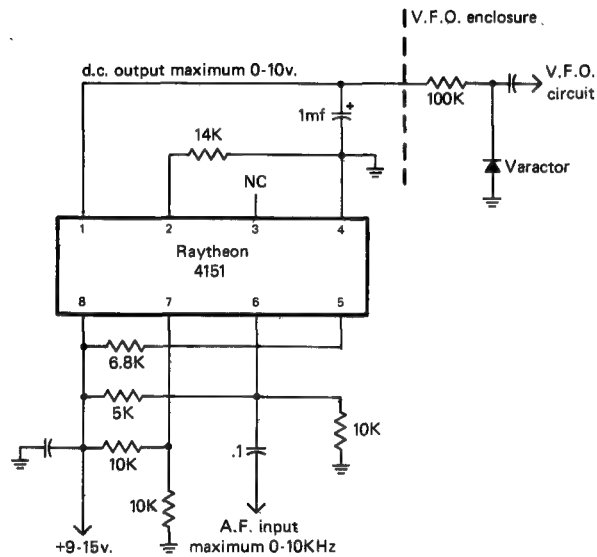 V.F.O. enclosure
d.c. output maximum 0-10v.
V.F.O.
circuit
100K
1mf
+
14K
NC
Varactor
1 2 3 4
Raytheon
4151
8 7 6 5
6.8K
5K
10K
10K
.1
10K
A.F. input
+9-15v.
maximum 0-10KHz